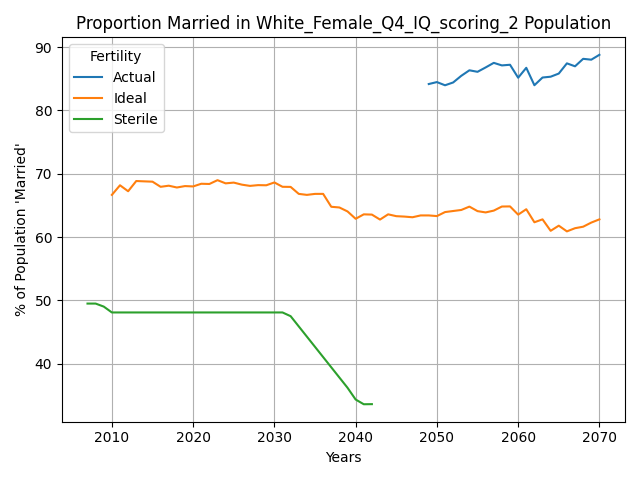 Proportion Married in White_Female_Q4_IQ_scoring_2 Population
Fertility
Actual
Ideal
Sterile
% of Population 'Married'
90
80
70
60
50
40
2010 2020 2030 2040 2050 2060 2070
Years